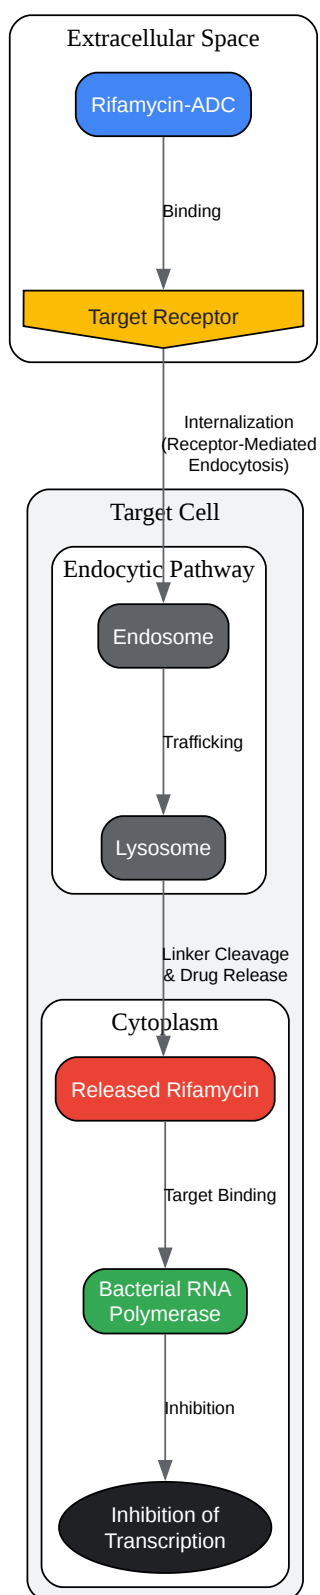 Extracellular Space
Rifamycin-ADC
Binding
Target Receptor
Internalization
(Receptor-Mediated
Endocytosis)
Target Cell
Endocytic Pathway
Endosome
Trafficking
Lysosome
Linker Cleavage
& Drug Release
Cytoplasm
Released Rifamycin
Target Binding
Bacterial RNA
Polymerase
Inhibition
Inhibition of
Transcription